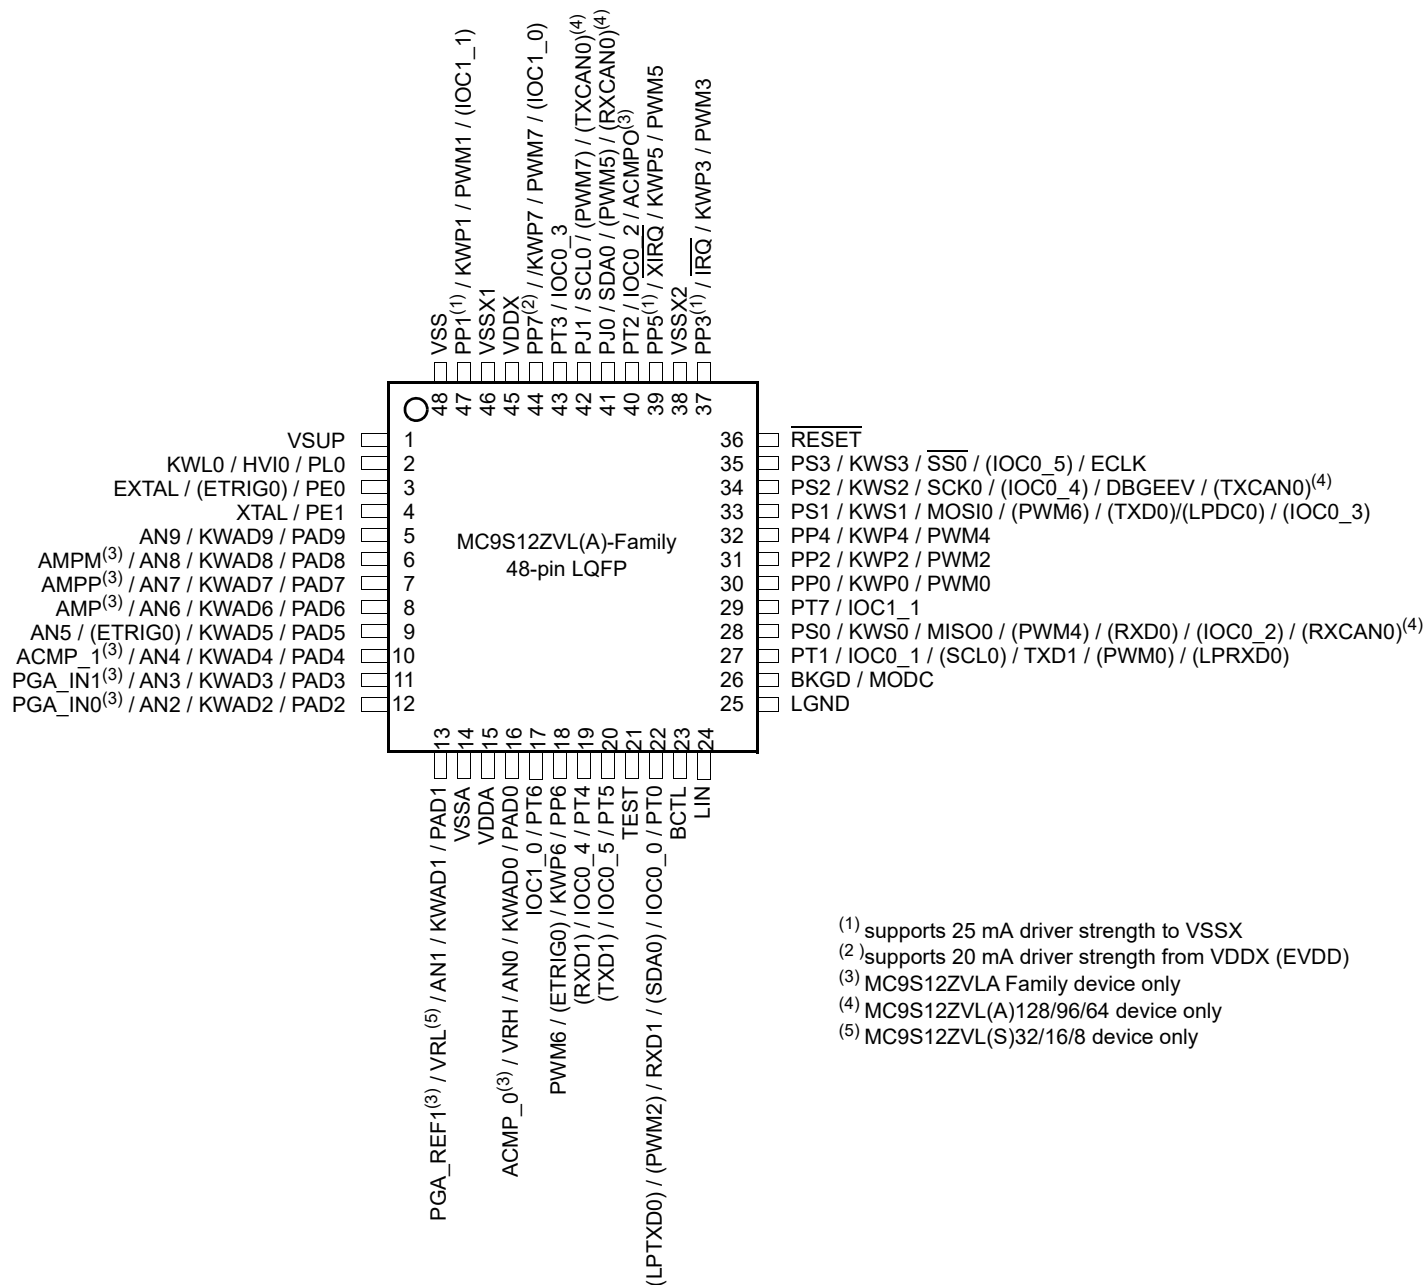 VSS
PP1(1) / KWP1 / PWM1 / (IOC1_1)
VSSX1
VDDX
PP7(2) / /KWP7 / PWM7 / (IOC1_0)
PT3 / IOC0_3
PJ1 / SCL0 / (PWM7) / (TXCAN0)(4)
PJ0 / SDA0 / (PWM5) / (RXCAN0)(4)
PT2 / IOC0_2 / ACMPO(3)
PP5(1) / XIRQ / KWP5 / PWM5
VSSX2
PP3(1) / IRQ / KWP3 / PWM3
48
47
46
45
44
43
42
41
40
39
38
37
VSUP 1
KWL0 / HVI0 / PL0 2
EXTAL / (ETRIG0) / PE0 3
XTAL / PE1 4
AN9 / KWAD9 / PAD9 5
AMPM(3) / AN8 / KWAD8 / PAD8 6
AMPP(3) / AN7 / KWAD7 / PAD7 7
AMP(3) / AN6 / KWAD6 / PAD6 8
AN5 / (ETRIG0) / KWAD5 / PAD5 9
ACMP_1(3) / AN4 / KWAD4 / PAD4 10
PGA_IN1(3) / AN3 / KWAD3 / PAD3 11
PGA_IN0(3) / AN2 / KWAD2 / PAD2 12
MC9S12ZVL(A)-Family
48-pin LQFP
36 RESET
35 PS3 / KWS3 / SS0 / (IOC0_5) / ECLK
34 PS2 / KWS2 / SCK0 / (IOC0_4) / DBGEEV / (TXCAN0)(4)
33 PS1 / KWS1 / MOSI0 / (PWM6) / (TXD0)/(LPDC0) / (IOC0_3)
32 PP4 / KWP4 / PWM4
31 PP2 / KWP2 / PWM2
30 PP0 / KWP0 / PWM0
29 PT7 / IOC1_1
28 PS0 / KWS0 / MISO0 / (PWM4) / (RXD0) / (IOC0_2) / (RXCAN0)(4)
27 PT1 / IOC0_1 / (SCL0) / TXD1 / (PWM0) / (LPRXD0)
26 BKGD / MODC
25 LGND
13
14
15
16
17
18
19
20
21
22
23
24
PGA_REF1(3) / VRL(5) / AN1 / KWAD1 / PAD1
VSSA
VDDA
ACMP_0(3) / VRH / AN0 / KWAD0 / PAD0
IOC1_0 / PT6
PWM6 / (ETRIG0) / KWP6 / PP6
(RXD1) / IOC0_4 / PT4
(TXD1) / IOC0_5 / PT5
TEST
(LPTXD0) / (PWM2) / RXD1 / (SDA0) / IOC0_0 / PT0
BCTL
LIN
(1) supports 25 mA driver strength to VSSX
(2 )supports 20 mA driver strength from VDDX (EVDD)
(3) MC9S12ZVLA Family device only
(4) MC9S12ZVL(A)128/96/64 device only
(5) MC9S12ZVL(S)32/16/8 device only